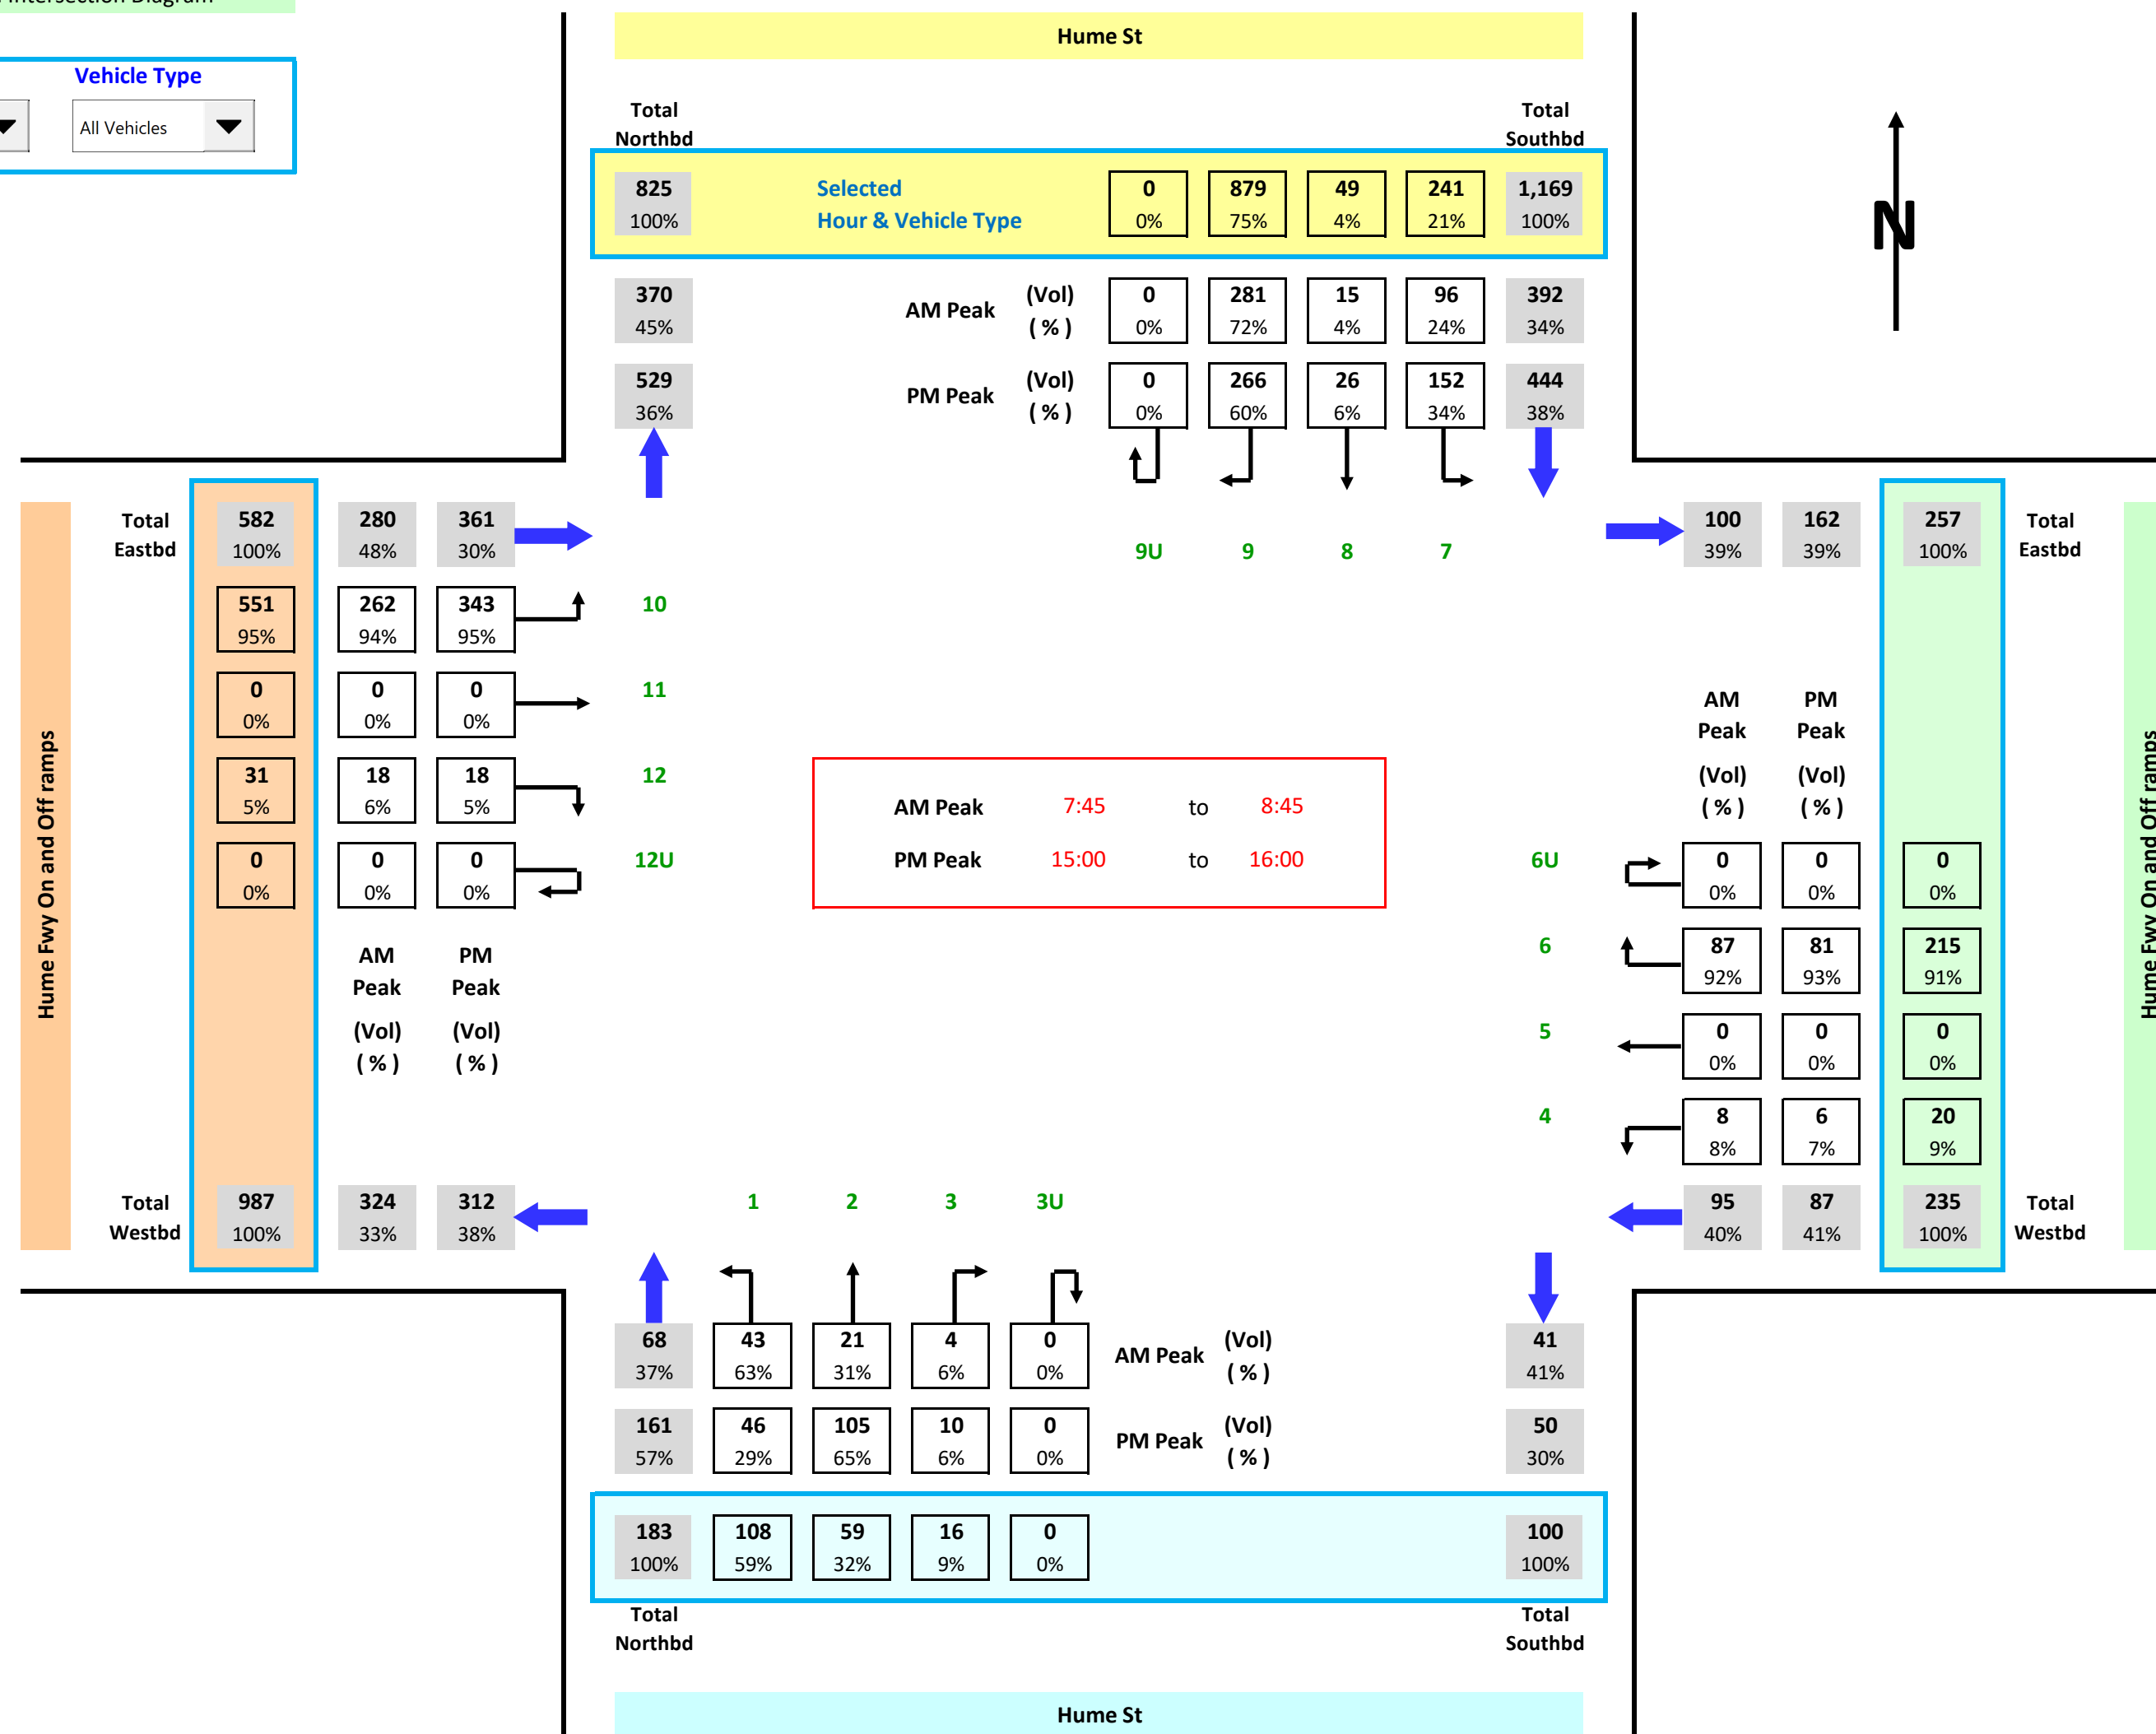 Intersection Diagram
Vehicle Type
All Vehicles
Hume St
Total Northbd
Total Southbd
825 Selected 0 879 49 241 1,169
100% Hour & Vehicle Type 0% 75% 4% 21% 100%
370 AM Peak (Vol) 0 281 15 96 392
45% ( % ) 0% 72% 4% 24% 34%
529 PM Peak (Vol) 0 266 26 152 444
36% ( % ) 0% 60% 6% 34% 38%
N
Total 582 280 361 100 162 257 Total
Eastbd 100% 48% 30% 9U 9 8 7 39% 39% 100% Eastbd
551 262 343 10
95% 94% 95%
0 0 0 11
0% 0% 0%
31 18 18 12
5% 6% 5%
0 0 0 12U
0% 0% 0%
AM PM
Peak Peak
(Vol) (Vol)
( % ) ( % )
Hume Fwy On and Off ramps
AM Peak 7:45 to 8:45
PM Peak 15:00 to 16:00
AM PM
Peak Peak
(Vol) (Vol)
( % ) ( % )
6U 0 0 0
0% 0% 0%
6 87 81 215
92% 93% 91%
5 0 0 0
0% 0% 0%
4 8 6 20
8% 7% 9%
Hume Fwy On and Off ramps
Total 987 324 312 1 2 3 3U 95 87 235 Total
Westbd 100% 33% 38% 40% 41% 100% Westbd
68 43 21 4 0 AM Peak (Vol) 41
37% 63% 31% 6% 0% ( % ) 41%
161 46 105 10 0 PM Peak (Vol) 50
57% 29% 65% 6% 0% ( % ) 30%
183 108 59 16 0 100
100% 59% 32% 9% 0% 100%
Total Northbd
Total Southbd
Hume St